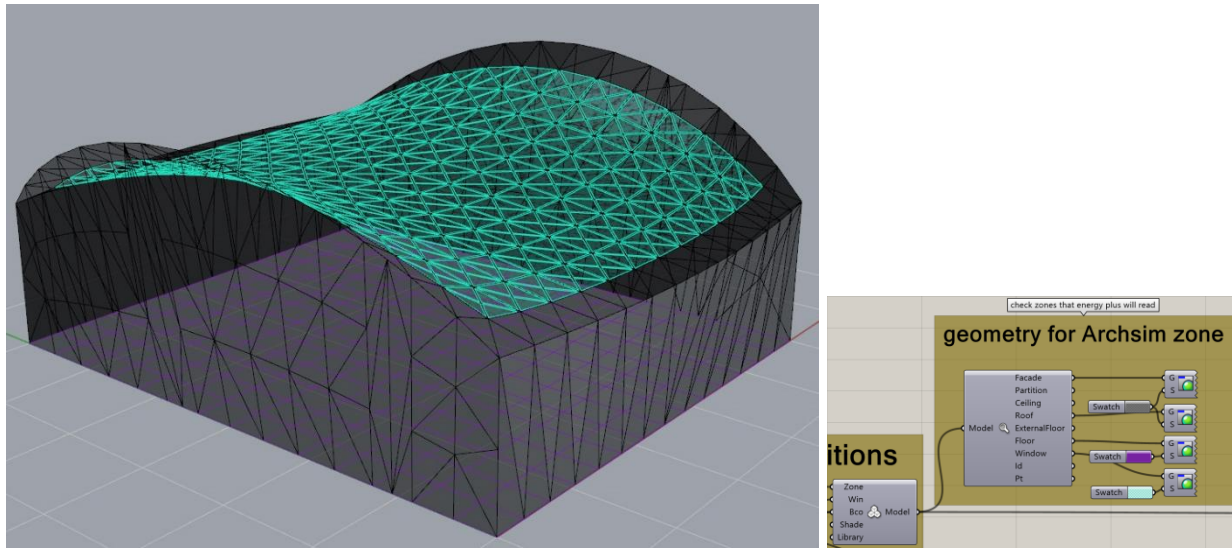 check zones that energy plus will read
geometry for Archsim zone
Facade
Partition
Ceiling
Roof
ExternalFloor
Floor
Window
Id
Pt
Model
G
S
G
S
G
S
G
S
Swatch
Swatch
Swatch
itions
Zone
Win
Bco
Shade
Library
Model